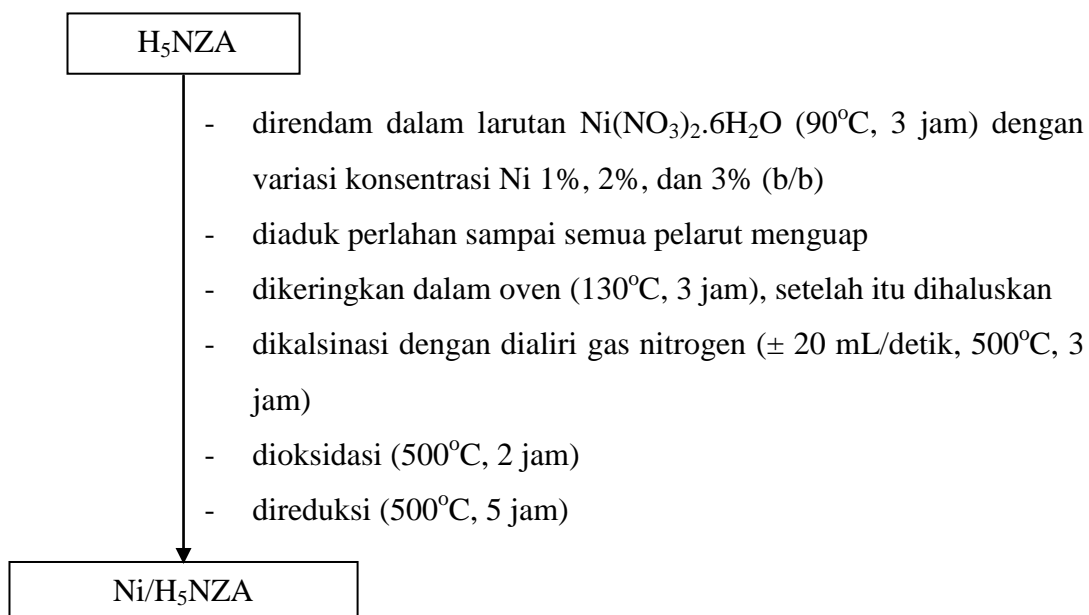 H₅NZA
- direndam dalam larutan Ni(NO₃)₂.6H₂O (90°C, 3 jam) dengan
variasi konsentrasi Ni 1%, 2%, dan 3% (b/b)
- diaduk perlahan sampai semua pelarut menguap
- dikeringkan dalam oven (130°C, 3 jam), setelah itu dihaluskan
- dikalsinasi dengan dialiri gas nitrogen (± 20 mL/detik, 500°C, 3
jam)
- dioksidasi (500°C, 2 jam)
- direduksi (500°C, 5 jam)
Ni/H₅NZA